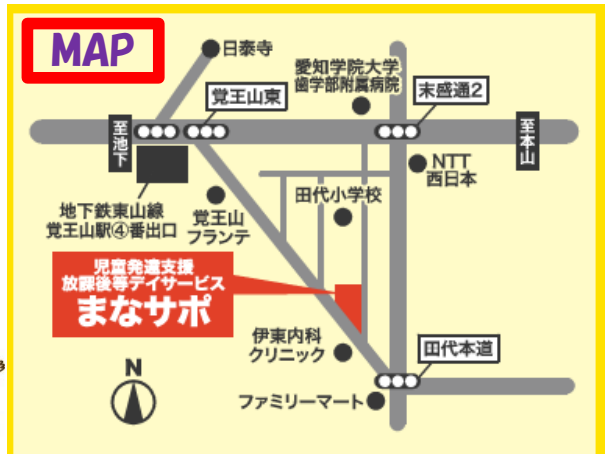 MAP
日泰寺
愛知学院大学
歯学部附属病院
覚王山東
末盛通2
至池下
至本山
NTT
西日本
地下鉄東山線
覚王山駅④番出口
覚王山
フランテ
田代小学校
児童発達支援
放課後等デイサービス
まなサポ
伊東内科
クリニック
田代本道
N
ファミリーマート